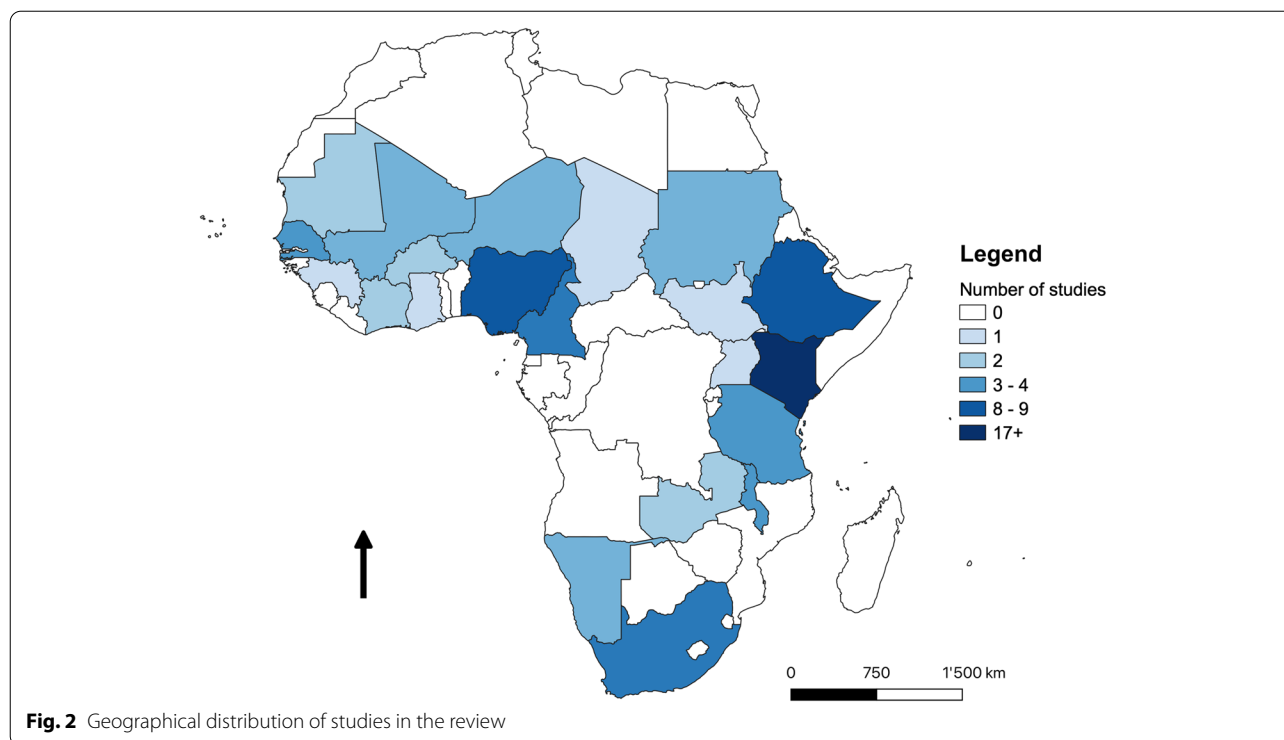 Legend
Number of studies
0
1
2
3 - 4
8 - 9
17+
0 750 1'500 km
Fig. 2 Geographical distribution of studies in the review